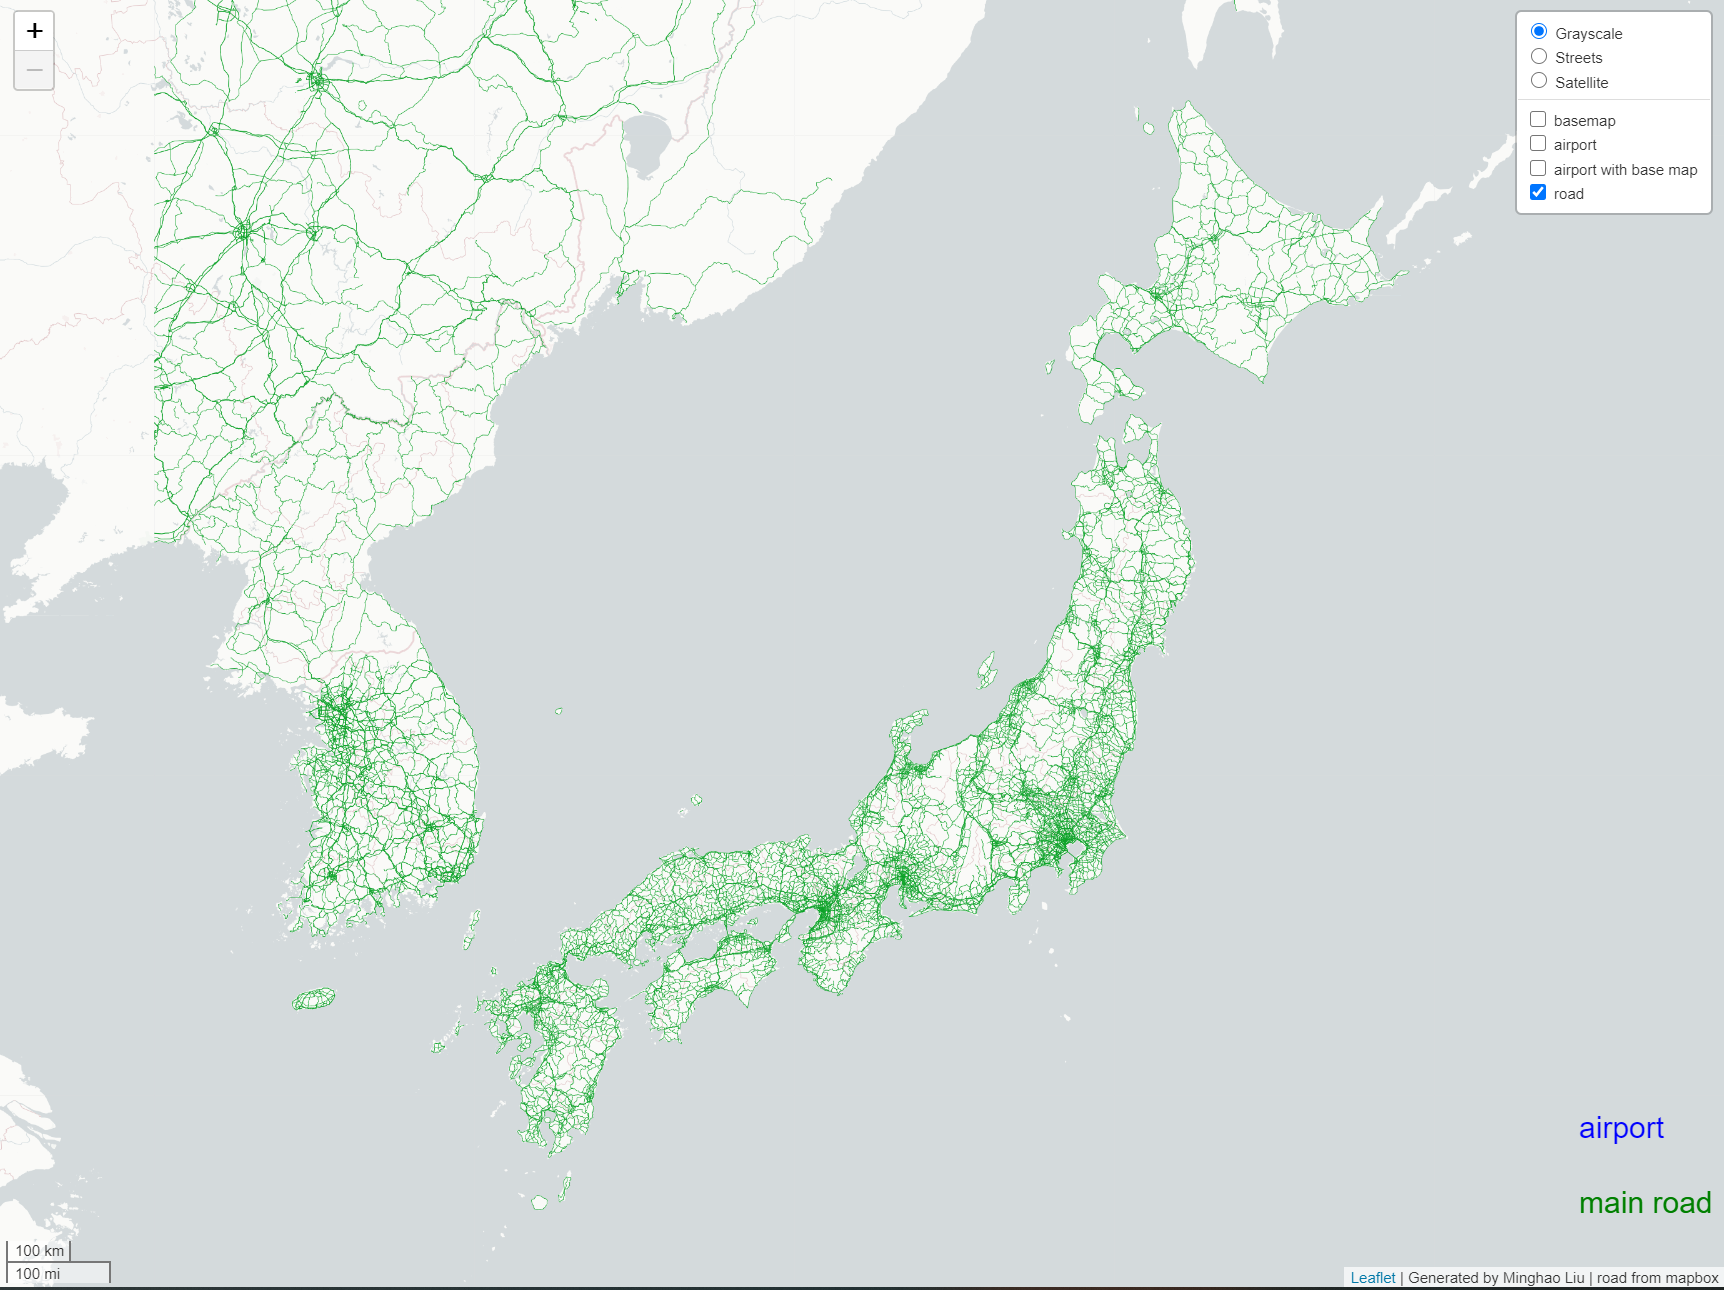 +
−
Grayscale
Streets
Satellite
basemap
airport
airport with base map
road
airport
main road
100 km
100 mi
Leaflet | Generated by Minghao Liu | road from mapbox